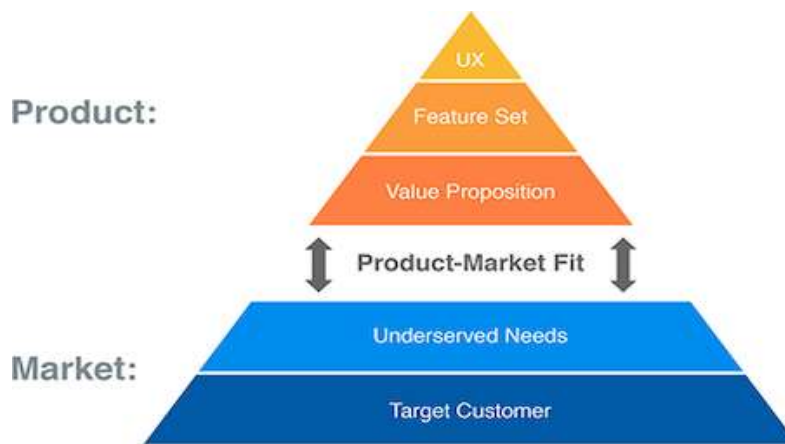 UX
Product:
Feature Set
Value Proposition
Product-Market Fit
Underserved Needs
Market:
Target Customer